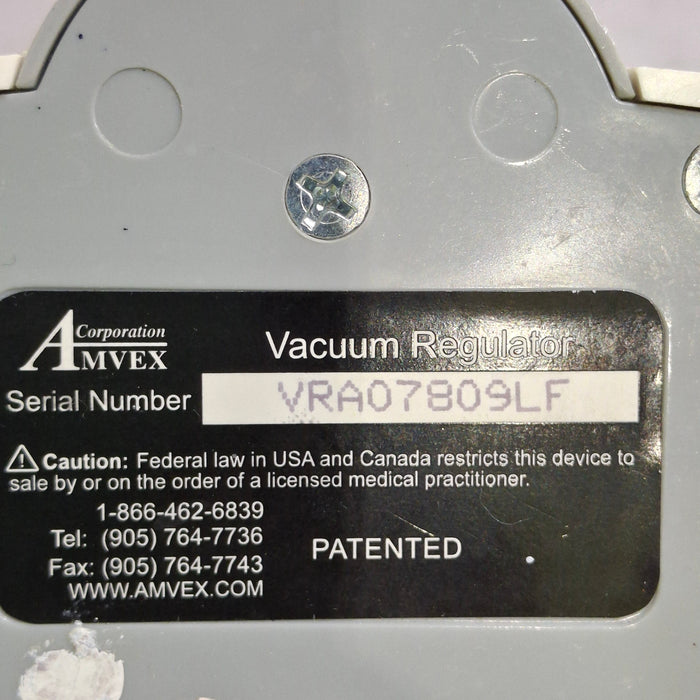 Corporation
AMVEX
Vacuum Regulator
Serial Number VRA07809LF
Caution: Federal law in USA and Canada restricts this device to
sale by or on the order of a licensed medical practitioner.
1-866-462-6839
Tel: (905) 764-7736
Fax: (905) 764-7743
WWW.AMVEX.COM
PATENTED